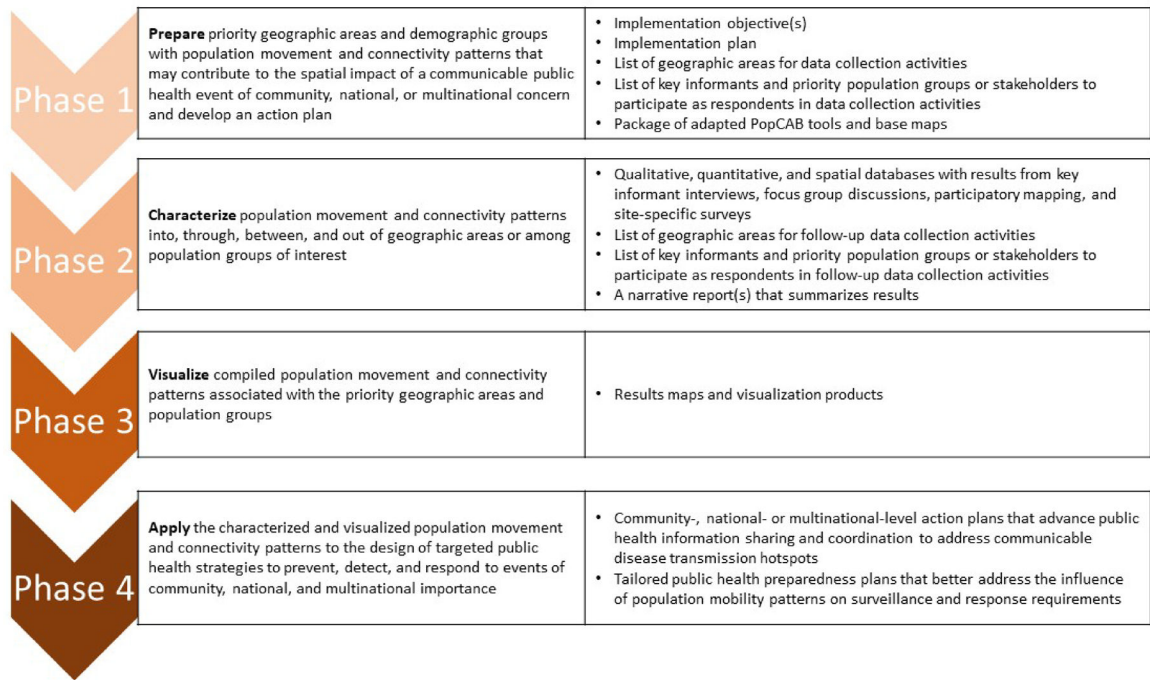 Phase 1
Prepare priority geographic areas and demographic groups
with population movement and connectivity patterns that
may contribute to the spatial impact of a communicable public
health event of community, national, or multinational concern
and develop an action plan
• Implementation objective(s)
• Implementation plan
• List of geographic areas for data collection activities
• List of key informants and priority population groups or stakeholders to
participate as respondents in data collection activities
• Package of adapted PopCAB tools and base maps
Phase 2
Characterize population movement and connectivity patterns
into, through, between, and out of geographic areas or among
population groups of interest
• Qualitative, quantitative, and spatial databases with results from key
informant interviews, focus group discussions, participatory mapping, and
site-specific surveys
• List of geographic areas for follow-up data collection activities
• List of key informants and priority population groups or stakeholders to
participate as respondents in follow-up data collection activities
• A narrative report(s) that summarizes results
Phase 3
Visualize compiled population movement and connectivity
patterns associated with the priority geographic areas and
population groups
• Results maps and visualization products
Phase 4
Apply the characterized and visualized population movement
and connectivity patterns to the design of targeted public
health strategies to prevent, detect, and respond to events of
community, national, and multinational importance
• Community-, national- or multinational-level action plans that advance public
health information sharing and coordination to address communicable
disease transmission hotspots
• Tailored public health preparedness plans that better address the influence
of population mobility patterns on surveillance and response requirements